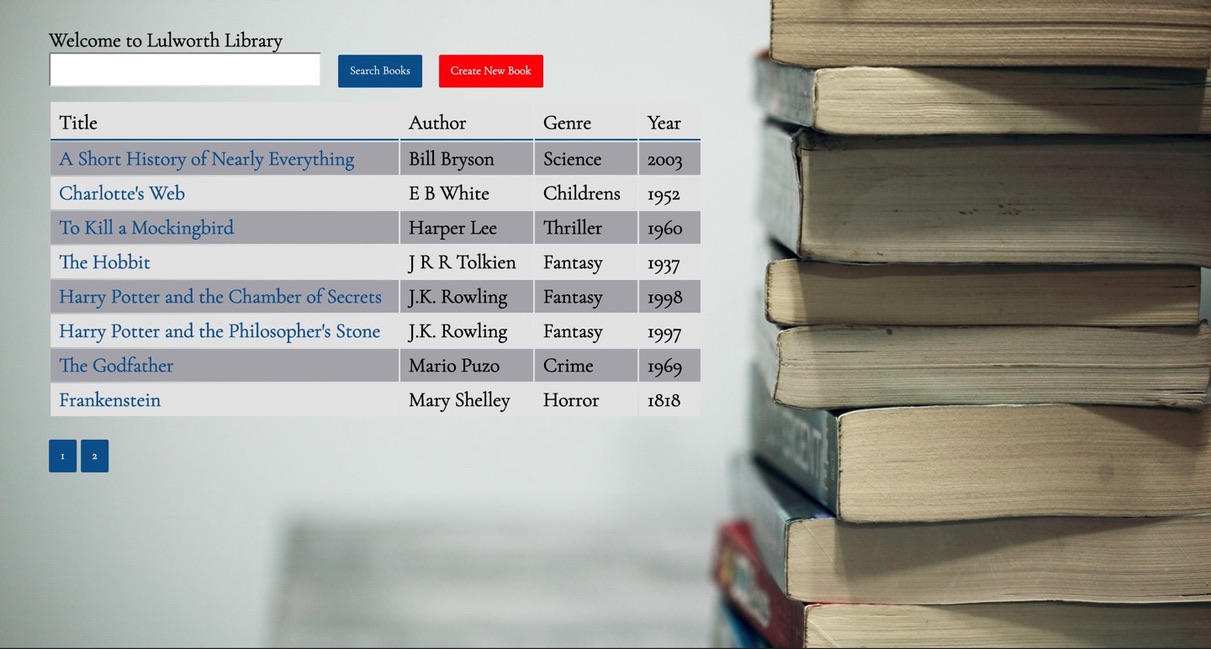 Welcome to Lulworth Library
Search Books
Create New Book
Title Author Genre Year
A Short History of Nearly Everything Bill Bryson Science 2003
Charlotte's Web E B White Childrens 1952
To Kill a Mockingbird Harper Lee Thriller 1960
The Hobbit J R R Tolkien Fantasy 1937
Harry Potter and the Chamber of Secrets J.K. Rowling Fantasy 1998
Harry Potter and the Philosopher's Stone J.K. Rowling Fantasy 1997
The Godfather Mario Puzo Crime 1969
Frankenstein Mary Shelley Horror 1818
1 2